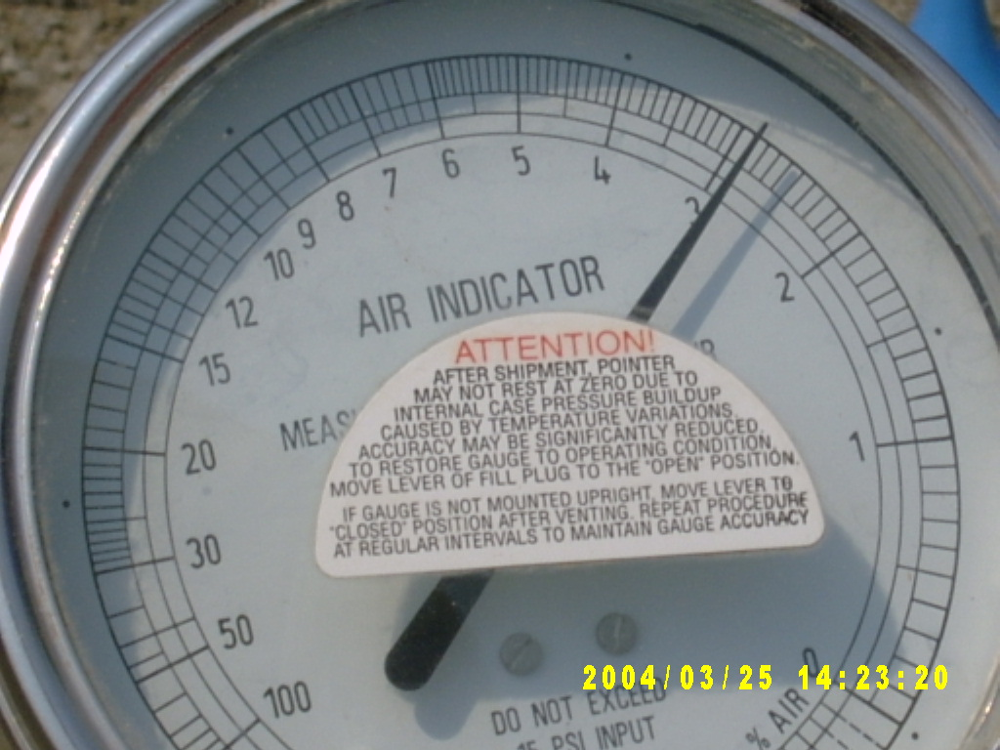 6 5 4
7
8 3
9
10 2
12
AIR INDICATOR
15
20 1
30
50
100 0
MEAS
ATTENTION!
AFTER SHIPMENT, POINTER
MAY NOT REST AT ZERO DUE TO
INTERNAL CASE PRESSURE BUILDUP
CAUSED BY TEMPERATURE VARIATIONS.
ACCURACY MAY BE SIGNIFICANTLY REDUCED.
TO RESTORE GAUGE TO OPERATING CONDITION,
MOVE LEVER OF FILL PLUG TO THE "OPEN" POSITION.
IF GAUGE IS NOT MOUNTED UPRIGHT, MOVE LEVER TO
"CLOSED" POSITION AFTER VENTING. REPEAT PROCEDURE
AT REGULAR INTERVALS TO MAINTAIN GAUGE ACCURACY
2004/03/25 14:23:20
DO NOT EXCEED
15 PSI INPUT
% AIR